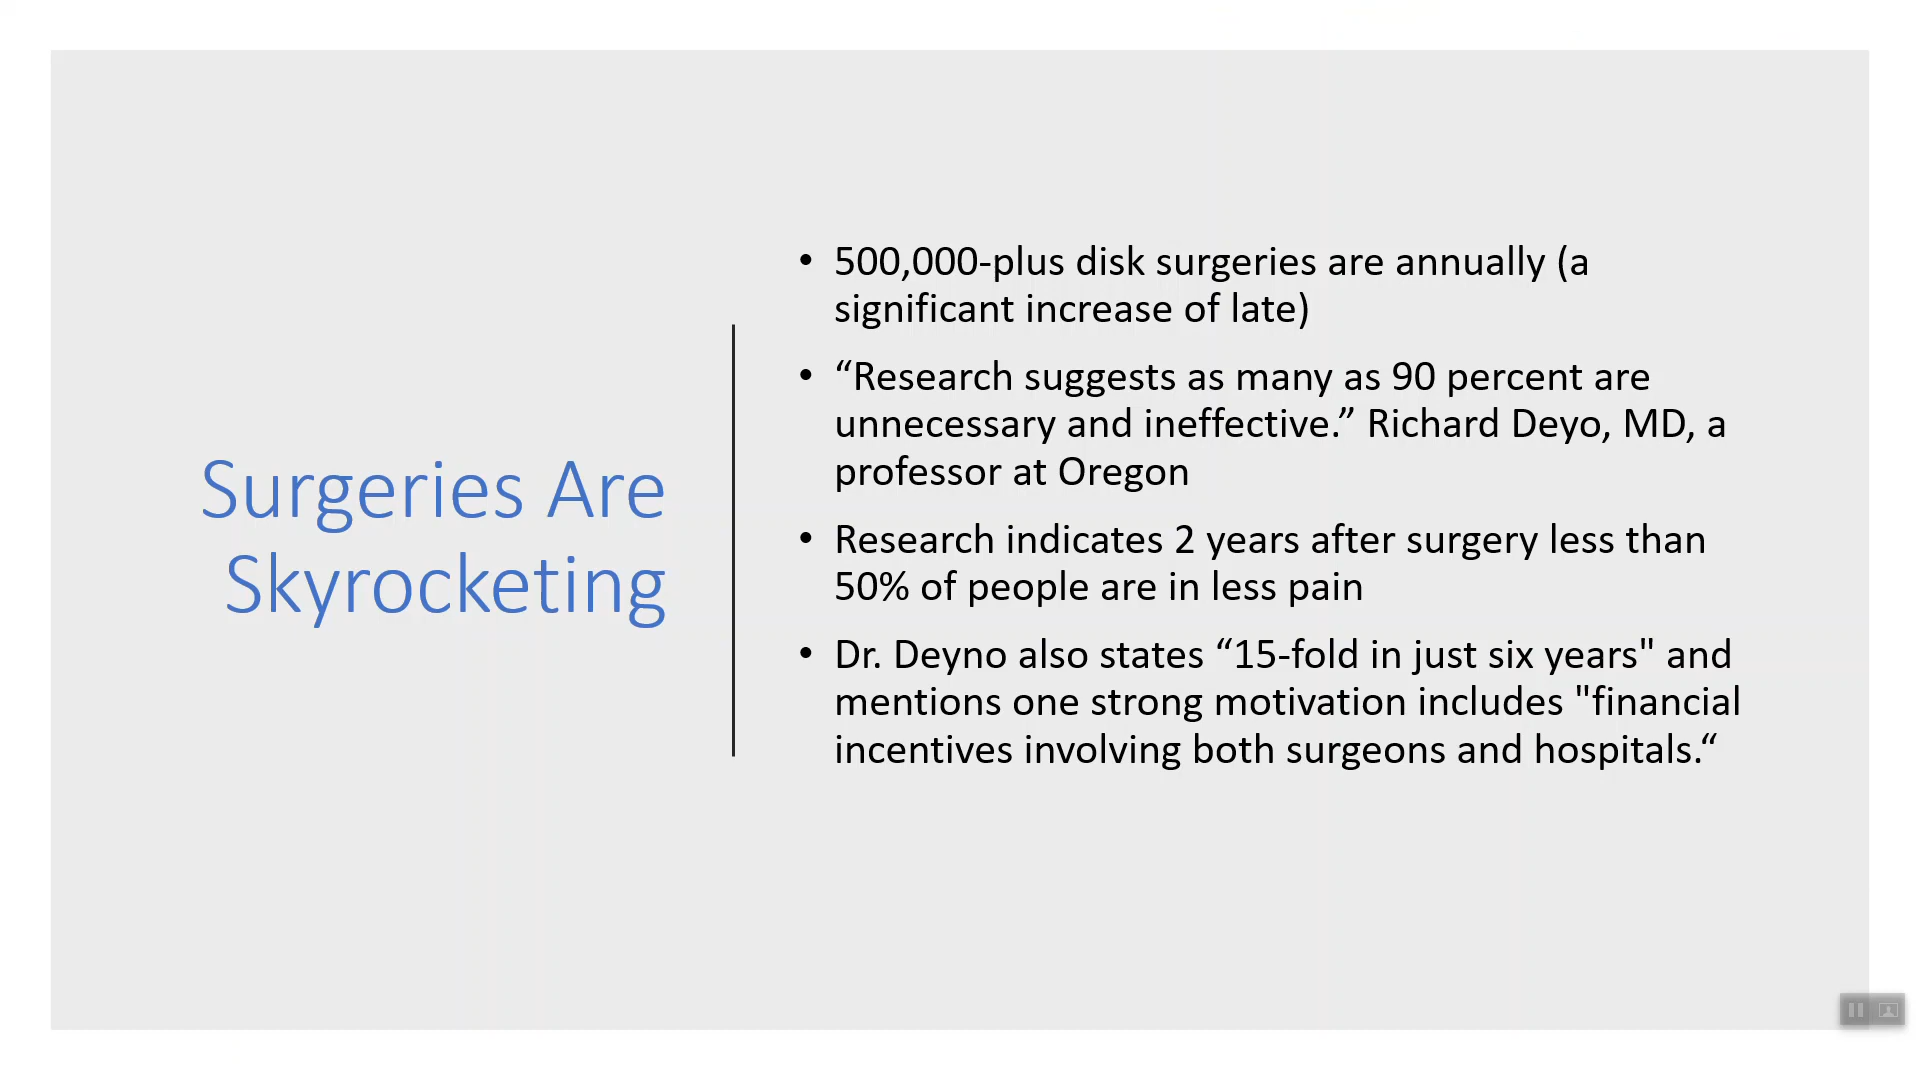 Surgeries Are
Skyrocketing
• 500,000-plus disk surgeries are annually (a
significant increase of late)
• “Research suggests as many as 90 percent are
unnecessary and ineffective.” Richard Deyo, MD, a
professor at Oregon
• Research indicates 2 years after surgery less than
50% of people are in less pain
• Dr. Deyno also states “15-fold in just six years" and
mentions one strong motivation includes "financial
incentives involving both surgeons and hospitals.“